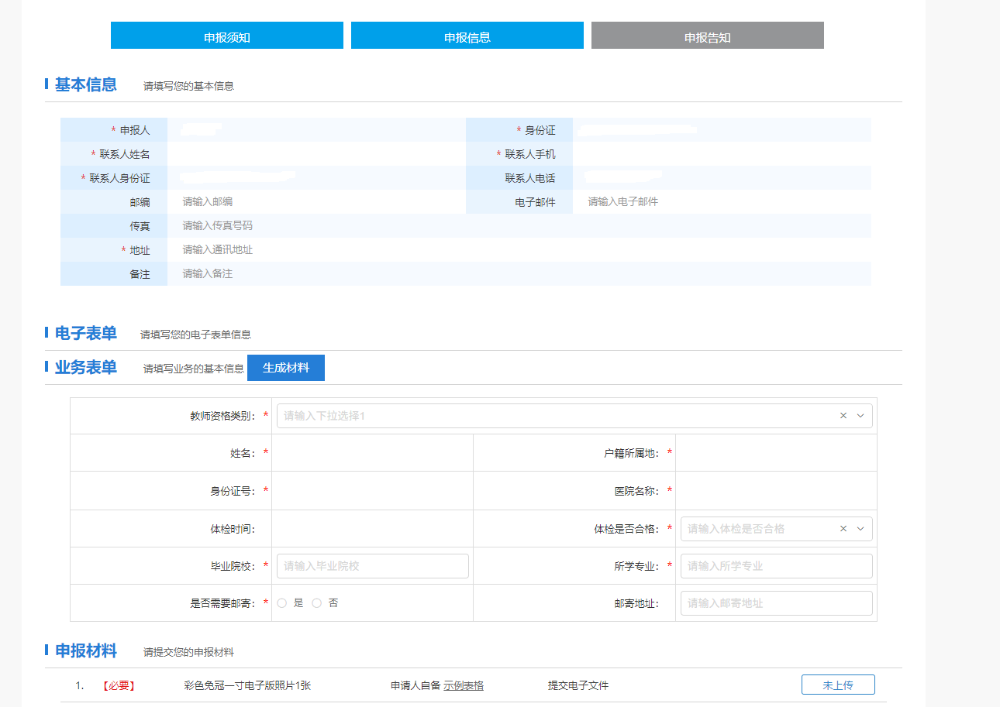 申报须知 申报信息 申报告知
基本信息 请填写您的基本信息
* 申报人 * 身份证
* 联系人姓名 * 联系人手机
* 联系人身份证 联系人电话
邮编 请输入邮编 电子邮件 请输入电子邮件
传真 请输入传真号码
* 地址 请输入通讯地址
备注 请输入备注
电子表单 请填写您的电子表单信息
业务表单 请填写业务的基本信息 生成材料
教师资格类别: * 请输入下拉选择1
姓名: * 户籍所属地: *
身份证号: * 医院名称: *
体检时间: 体检是否合格: * 请输入体检是否合格
毕业院校: * 请输入毕业院校 所学专业: * 请输入所学专业
是否需要邮寄: * 是 否 邮寄地址: 请输入邮寄地址
申报材料 请提交您的申报材料
1. 【必要】 彩色免冠一寸电子版照片1张 申请人自备 示例表格 提交电子文件 未上传